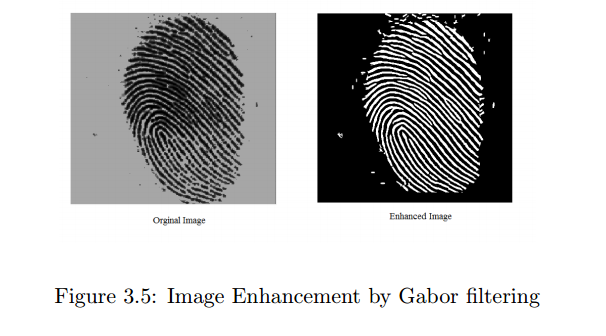 Orginal Image
Enhanced Image
Figure 3.5: Image Enhancement by Gabor filtering